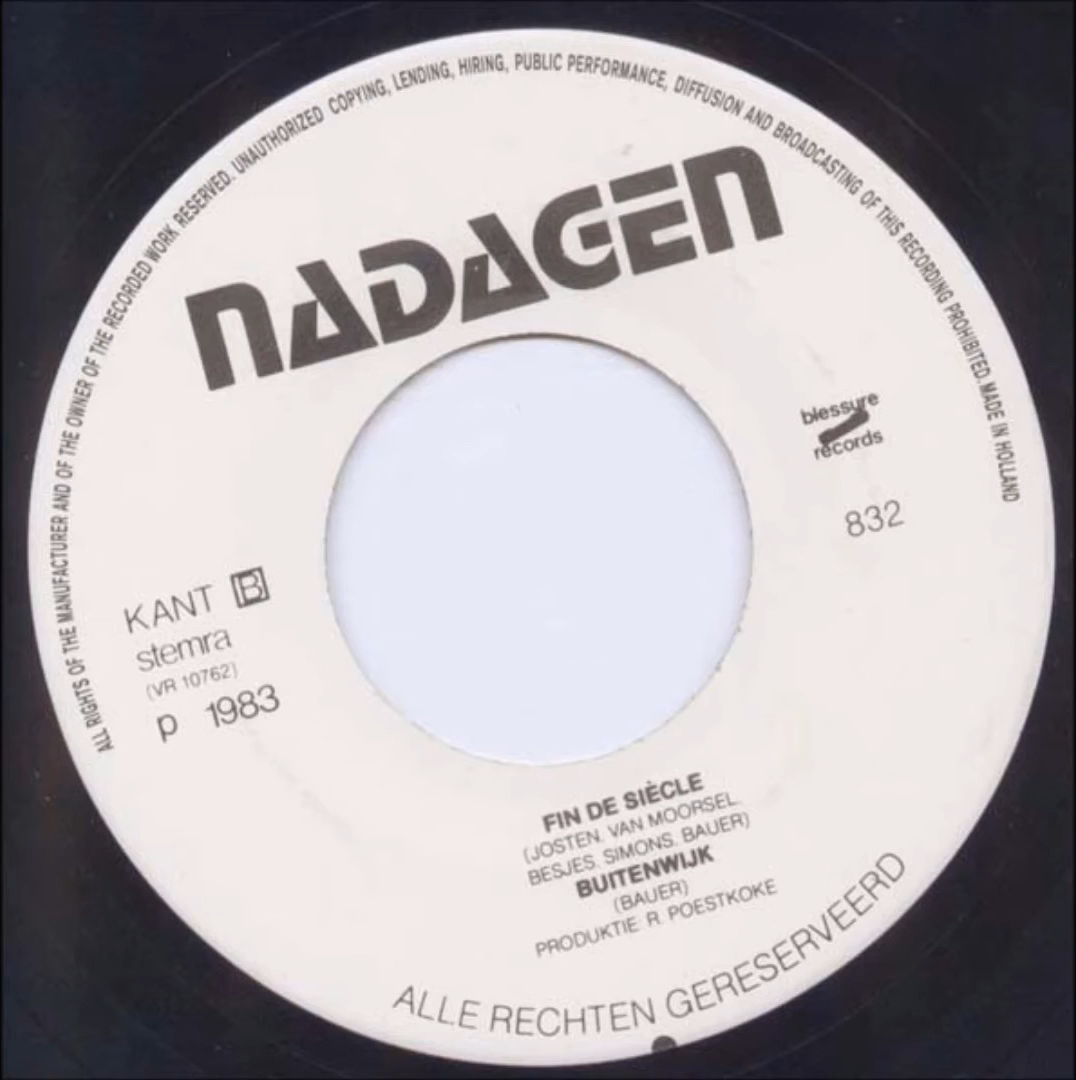 ALL RIGHTS OF THE MANUFACTURER AND OF THE OWNER OF THE RECORDED WORK RESERVED. UNAUTHORIZED COPYING, LENDING, HIRING, PUBLIC PERFORMANCE, DIFFUSION AND BROADCASTING OF THIS RECORDING PROHIBITED. MADE IN HOLLAND
NADAGEN
blessure
records
832
KANT B
stemra
(VR 10762)
p 1983
FIN DE SIÈCLE
(JOSTEN. VAN MOORSEL
BESJES. SIMONS. BAUER)
BUITENWIJK
(BAUER)
PRODUKTIE: R. POESTKOKE
ALLE RECHTEN GERESERVEERD